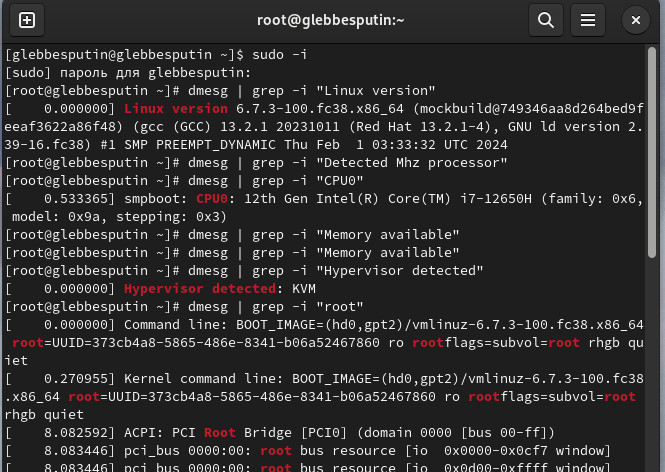 root@glebbesputin:~
[glebbesputin@glebbesputin ~]$ sudo -i
[sudo] пароль для glebbesputin:
[root@glebbesputin ~]# dmesg | grep -i "Linux version"
[    0.000000] Linux version 6.7.3-100.fc38.x86_64 (mockbuild@749346aa8d264bed9f
eeaf3622a86f48) (gcc (GCC) 13.2.1 20231011 (Red Hat 13.2.1-4), GNU ld version 2.
39-16.fc38) #1 SMP PREEMPT_DYNAMIC Thu Feb  1 03:33:32 UTC 2024
[root@glebbesputin ~]# dmesg | grep -i "Detected Mhz processor"
[root@glebbesputin ~]# dmesg | grep -i "CPU0"
[    0.533365] smpboot: CPU0: 12th Gen Intel(R) Core(TM) i7-12650H (family: 0x6,
 model: 0x9a, stepping: 0x3)
[root@glebbesputin ~]# dmesg | grep -i "Memory available"
[root@glebbesputin ~]# dmesg | grep -i "Memory available"
[root@glebbesputin ~]# dmesg | grep -i "Hypervisor detected"
[    0.000000] Hypervisor detected: KVM
[root@glebbesputin ~]# dmesg | grep -i "root"
[    0.000000] Command line: BOOT_IMAGE=(hd0,gpt2)/vmlinuz-6.7.3-100.fc38.x86_64
 root=UUID=373cb4a8-5865-486e-8341-b06a52467860 ro rootflags=subvol=root rhgb qu
iet
[    0.270955] Kernel command line: BOOT_IMAGE=(hd0,gpt2)/vmlinuz-6.7.3-100.fc38
.x86_64 root=UUID=373cb4a8-5865-486e-8341-b06a52467860 ro rootflags=subvol=root
rhgb quiet
[    8.082592] ACPI: PCI Root Bridge [PCI0] (domain 0000 [bus 00-ff])
[    8.083446] pci_bus 0000:00: root bus resource [io  0x0000-0x0cf7 window]
[    8.083446] pci_bus 0000:00: root bus resource [io  0x0d00-0xffff window]